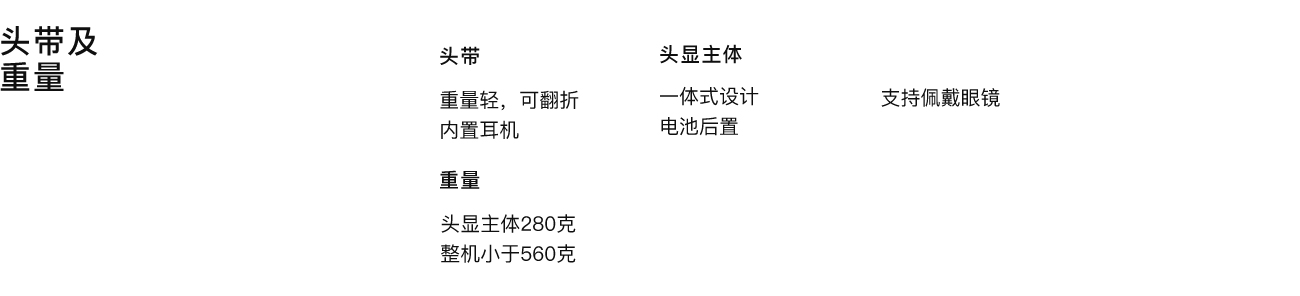 头带及
重量
头带
重量轻，可翻折
内置耳机
头显主体
一体式设计
电池后置
支持佩戴眼镜
重量
头显主体280克
整机小于560克